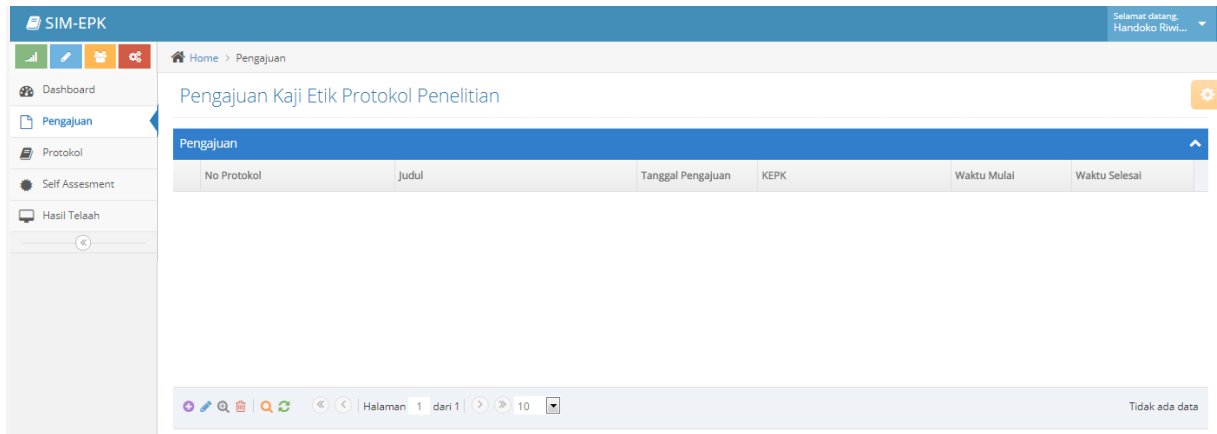 SIM-EPK
Selamat datang,
Handoko Riwi...
Home > Pengajuan
Dashboard
Pengajuan
Protokol
Self Assesment
Hasil Telaah
Pengajuan Kaji Etik Protokol Penelitian
Pengajuan
No Protokol Judul Tanggal Pengajuan KEPK Waktu Mulai Waktu Selesai
Halaman 1 dari 1 10 Tidak ada data